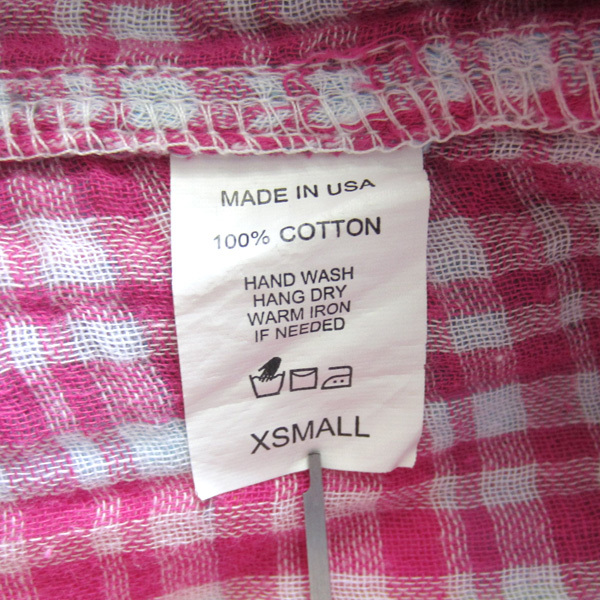 MADE IN USA
100% COTTON
HAND WASH
HANG DRY
WARM IRON
IF NEEDED
XSMALL